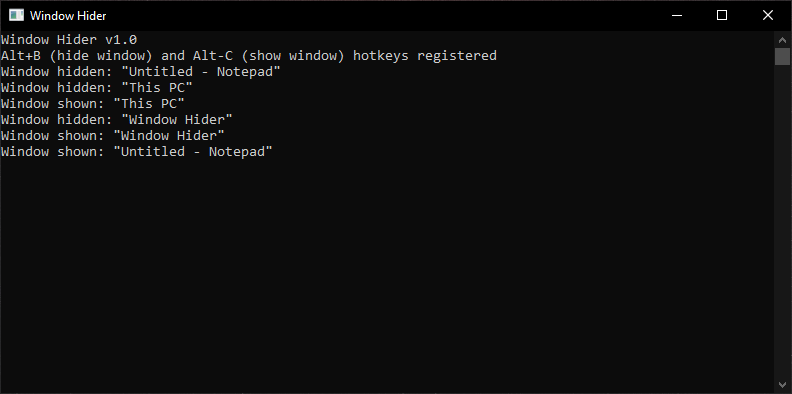 Window Hider
Window Hider v1.0
Alt+B (hide window) and Alt-C (show window) hotkeys registered
Window hidden: "Untitled - Notepad"
Window hidden: "This PC"
Window shown: "This PC"
Window hidden: "Window Hider"
Window shown: "Window Hider"
Window shown: "Untitled - Notepad"